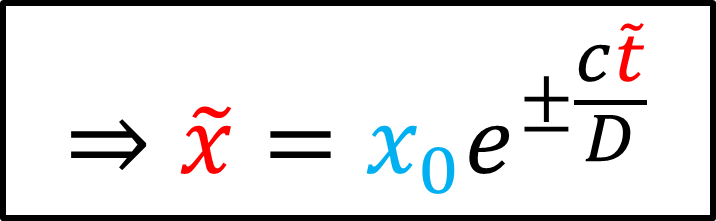 ⇒ x̃ = x₀e^{±ct̃/D}